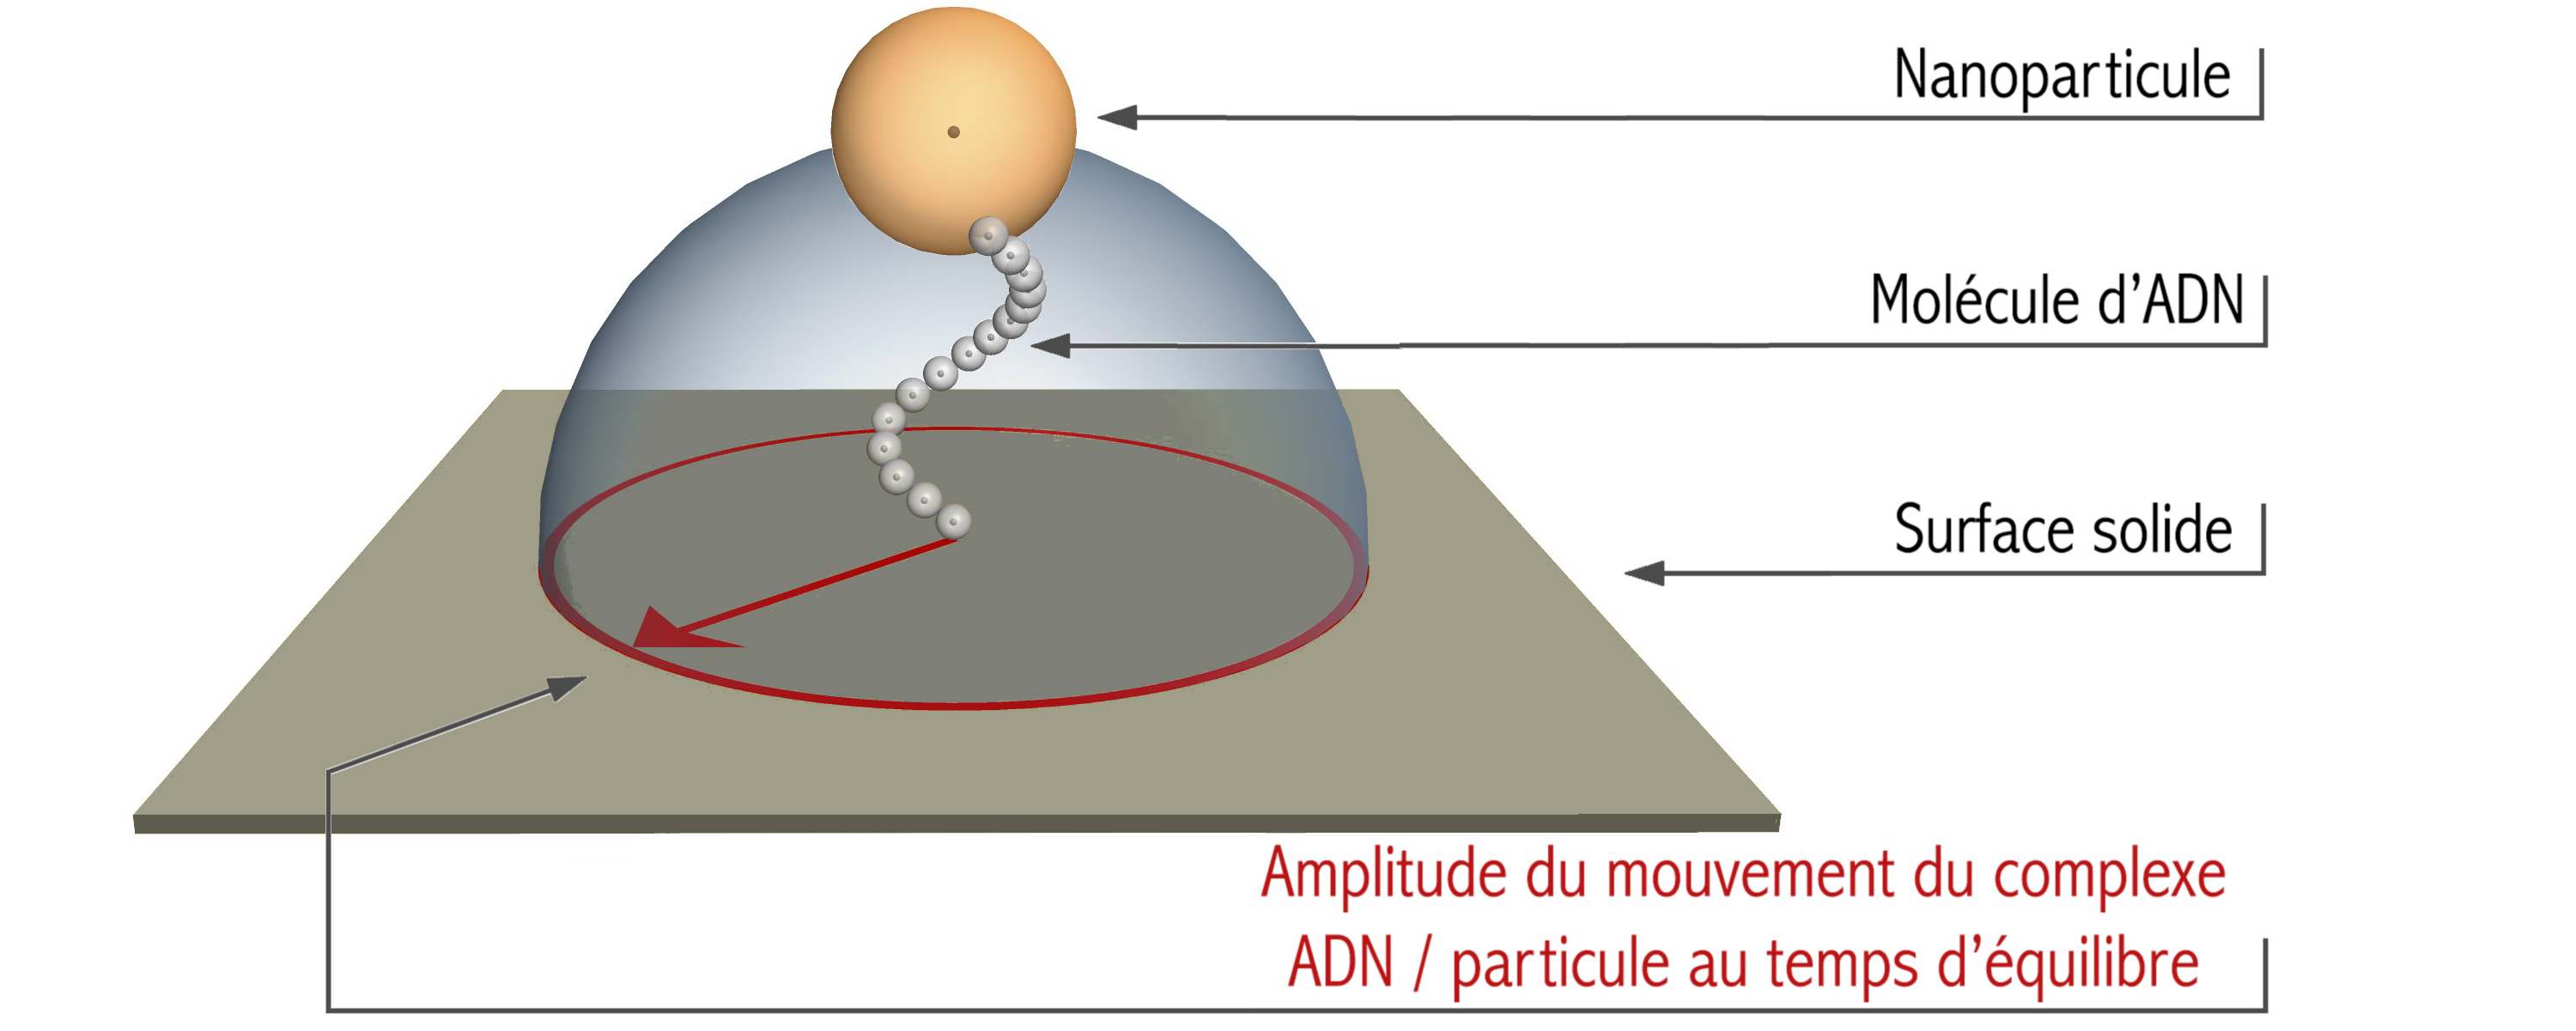 Nanoparticule
Molécule d’ADN
Surface solide
Amplitude du mouvement du complexe
ADN / particule au temps d’équilibre